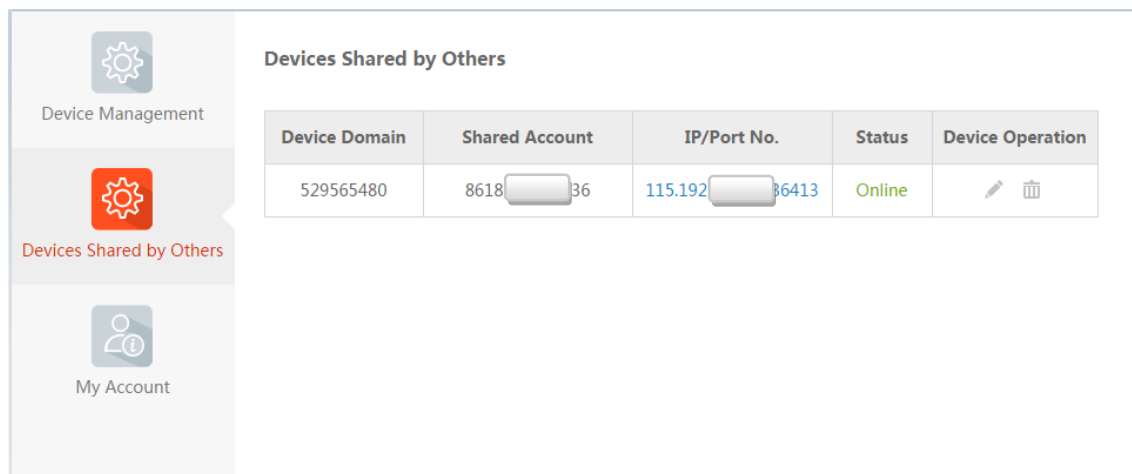 Device Management
Devices Shared by Others
My Account
Devices Shared by Others
Device Domain Shared Account IP/Port No. Status Device Operation
529565480 8618 36 115.192 36413 Online